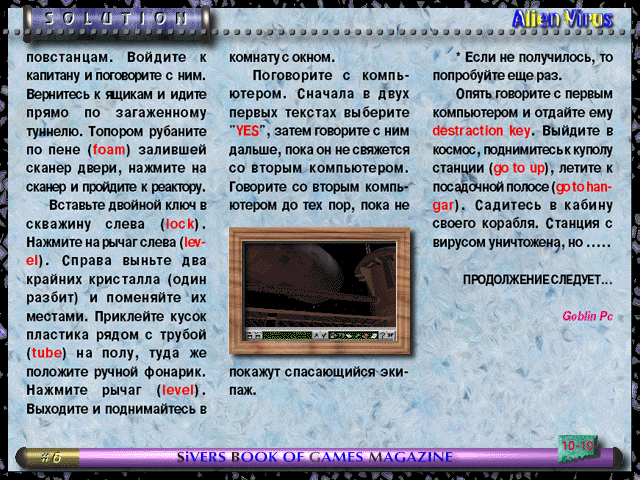 SOLUTION
Alien Virus
повстанцам. Войдите к
капитану и поговорите с ним.
Вернитесь к ящикам и идите
прямо по загаженному
туннелю. Топором рубаните
по пене (foam) залившей
сканер двери, нажмите на
сканер и пройдите к реактору.
Вставьте двойной ключ в
скважину слева (lock).
Нажмите на рычаг слева (lev-
el). Справа выньте два
крайних кристалла (один
разбит) и поменяйте их
местами. Приклейте кусок
пластика рядом с трубой
(tube) на полу, туда же
положите ручной фонарик.
Нажмите рычаг (level).
Выходите и поднимайтесь в
комнату с окном.
Поговорите с компь-
ютером. Сначала в двух
первых текстах выберите
"YES", затем говорите с ним
дальше, пока он не свяжется
со вторым компьютером.
Говорите со вторым компь-
ютером до тех пор, пока не
покажут спасающийся эки-
паж.
* Если не получилось, то
попробуйте еще раз.
Опять говорите с первым
компьютером и отдайте ему
destraction key. Выйдите в
космос, поднимитесь к куполу
станции (go to up), летите к
посадочной полосе (go to han-
gar). Садитесь в кабину
своего корабля. Станция с
вирусом уничтожена, но .....
ПРОДОЛЖЕНИЕ СЛЕДУЕТ...
Goblin Pc
#6
SiVERS BOOK OF GAMES MAGAZINE
10-10